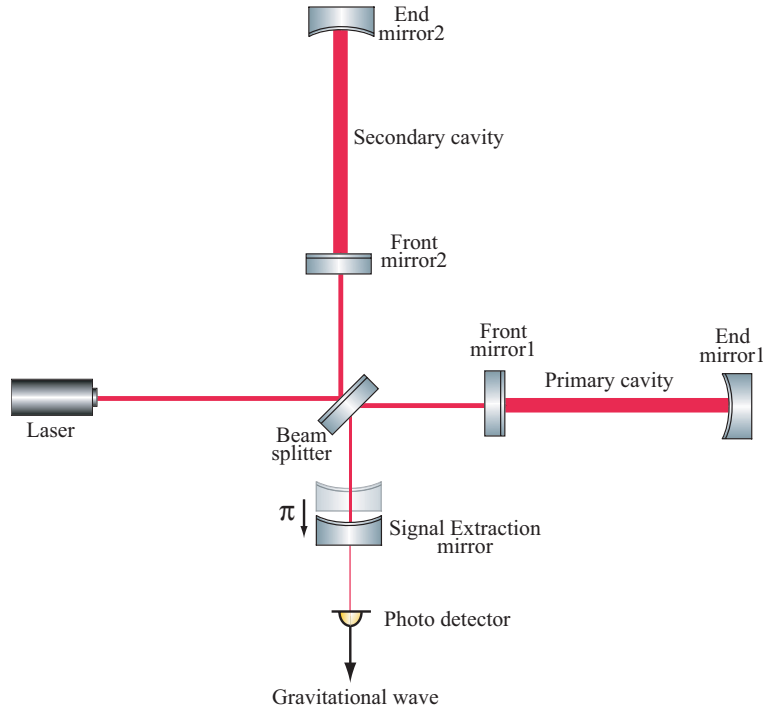 End
mirror2
Secondary cavity
Front
mirror2
Front
mirror1
End
mirror1
Primary cavity
Laser
Beam
splitter
π
Signal Extraction
mirror
Photo detector
Gravitational wave